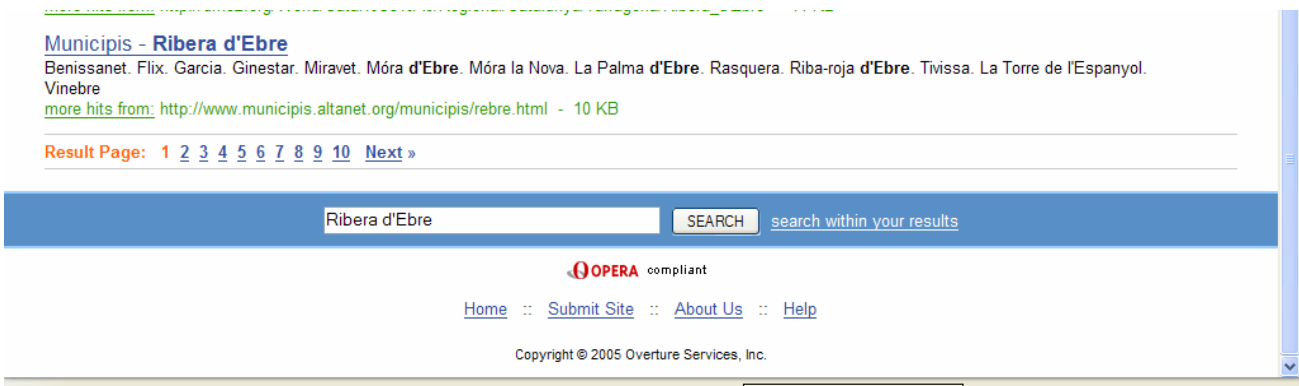 Municipis - Ribera d'Ebre
Benissanet. Flix. Garcia. Ginestar. Miravet. Móra d'Ebre. Móra la Nova. La Palma d'Ebre. Rasquera. Riba-roja d'Ebre. Tivissa. La Torre de l'Espanyol.
Vinebre
more hits from: http://www.municipis.altanet.org/municipis/rebre.html - 10 KB
Result Page: 1 2 3 4 5 6 7 8 9 10 Next »
Ribera d'Ebre SEARCH search within your results
OPERA compliant
Home :: Submit Site :: About Us :: Help
Copyright © 2005 Overture Services, Inc.